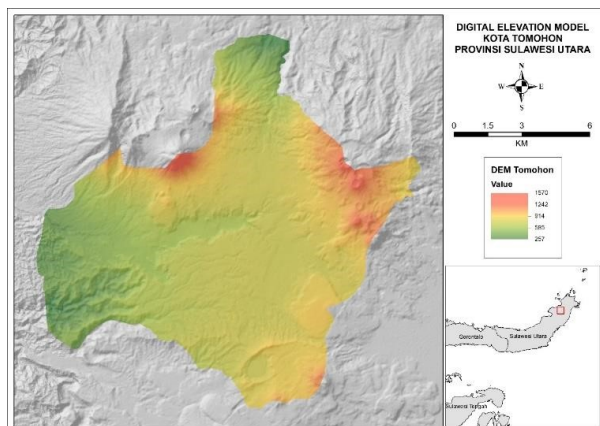 DIGITAL ELEVATION MODEL
KOTA TOMOHON
PROVINSI SULAWESI UTARA
N
W E
S
0 1.5 3 6
KM
DEM Tomohon
Value
1570
1242
914
585
257
Gorontalo
Sulawesi Utara
Sulawesi Tengah